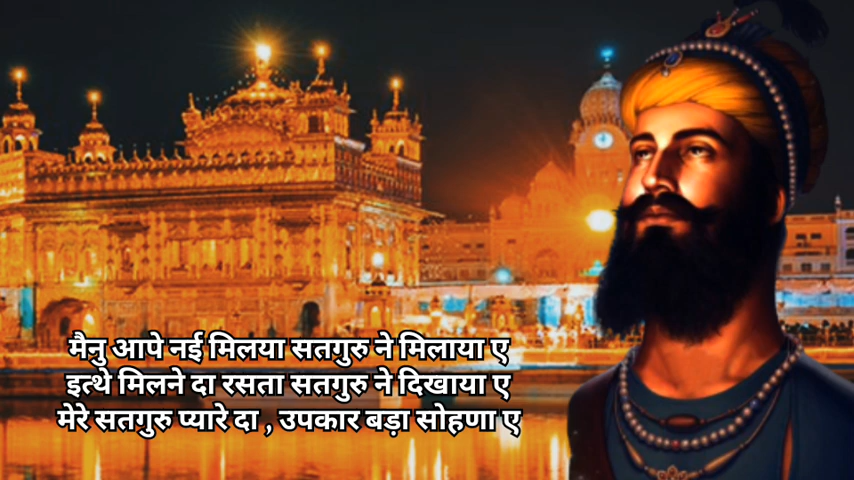 मैनु आपे नई मिलया सतगुरु ने मिलाया ए
इत्थे मिलने दा रसता सतगुरु ने दिखाया ए
मेरे सतगुरु प्यारे दा , उपकार बड़ा सोहणा ए